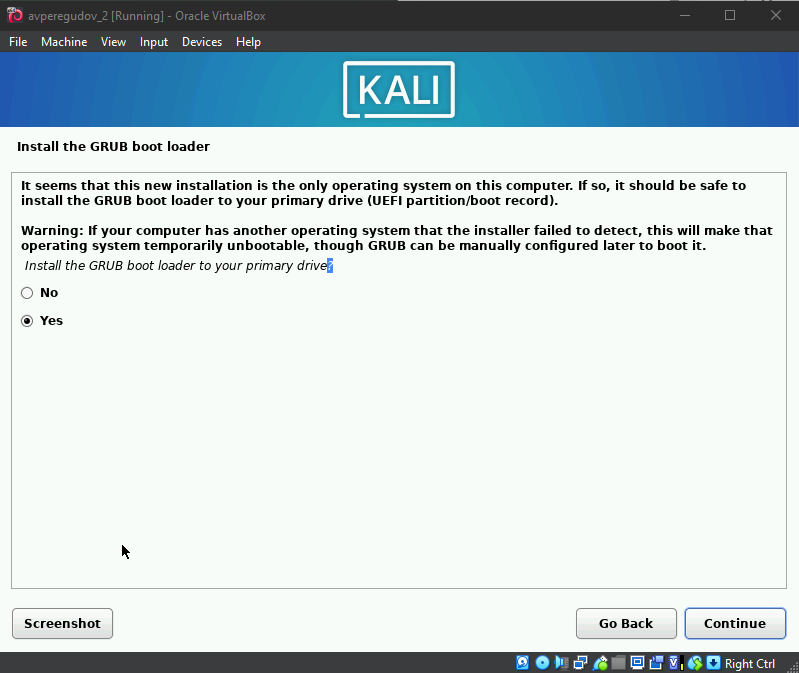 avperegudov_2 [Running] - Oracle VirtualBox
File Machine View Input Devices Help
KALI
Install the GRUB boot loader
It seems that this new installation is the only operating system on this computer. If so, it should be safe to
install the GRUB boot loader to your primary drive (UEFI partition/boot record).
Warning: If your computer has another operating system that the installer failed to detect, this will make that
operating system temporarily unbootable, though GRUB can be manually configured later to boot it.
Install the GRUB boot loader to your primary drive?
No
Yes
Screenshot
Go Back
Continue
Right Ctrl